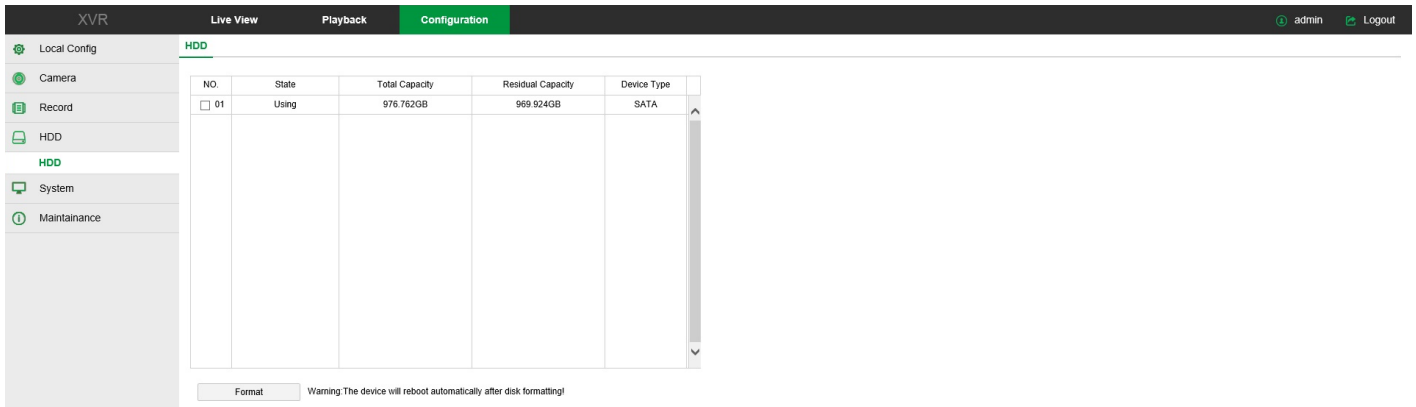 XVR Live View Playback Configuration admin Logout
Local Config
Camera
Record
HDD
HDD
System
Maintainance
HDD
NO. State Total Capacity Residual Capacity Device Type
01 Using 976.762GB 969.924GB SATA
Format Warning:The device will reboot automatically after disk formatting!